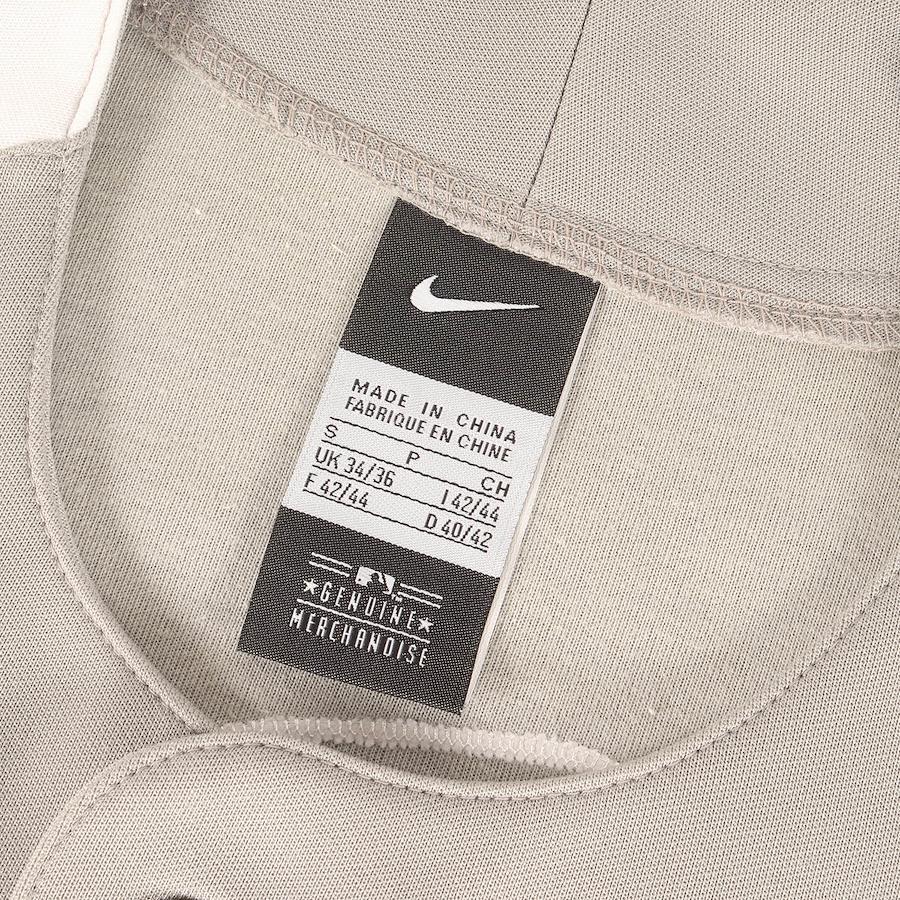 MADE IN CHINA
FABRIQUE EN CHINE
S P CH
UK 34/36 I 42/44
F 42/44 D 40/42
GENUINE
MERCHANDISE